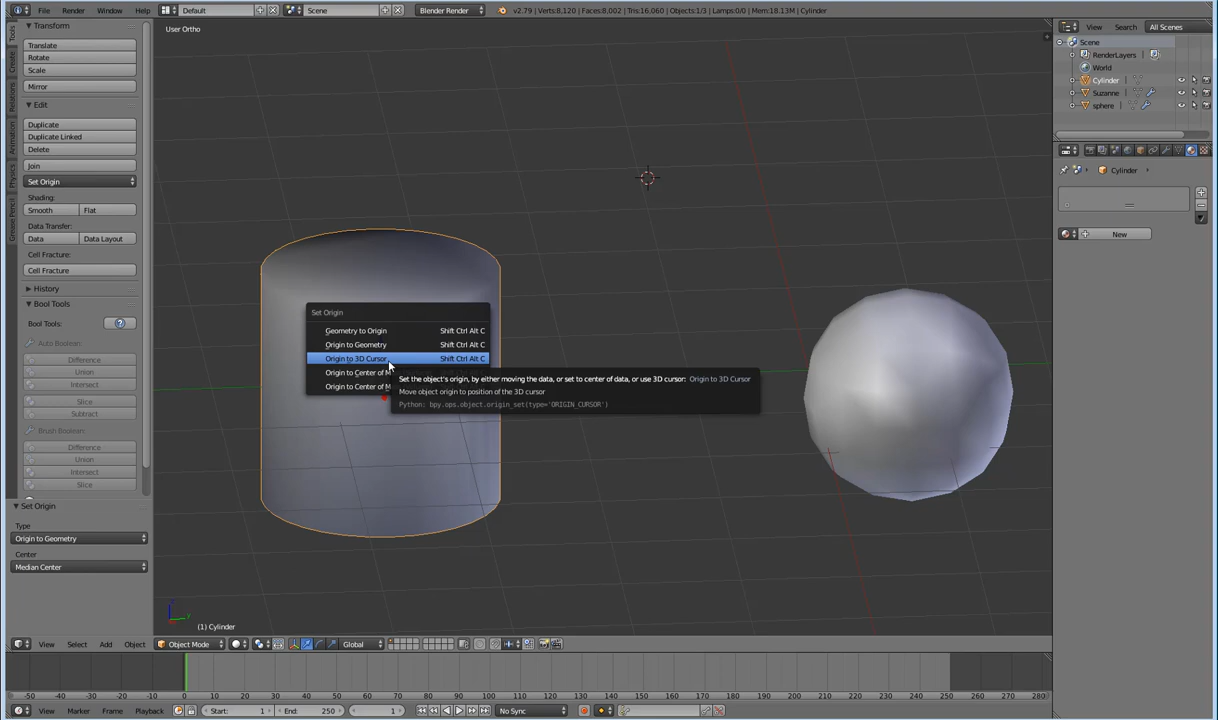 File Render Window Help Default Scene Blender Render v2.79 | Verts:8,120 | Faces:8,002 | Tris:16,060 | Objects:1/3 | Lamps:0/0 | Mem:18.13M | Cylinder
Transform
Translate
Rotate
Scale
Mirror
Edit
Duplicate
Duplicate Linked
Delete
Join
Set Origin
Shading:
Smooth Flat
Data Transfer:
Data Data Layout
Cell Fracture:
Cell Fracture
History
Bool Tools
Bool Tools:
Auto Boolean:
Difference
Union
Intersect
Slice
Subtract
Brush Boolean:
Difference
Union
Intersect
Slice
Set Origin
Type
Origin to Geometry
Center
Median Center
Tools
Create
Relations
Animation
Physics
Grease Pencil
User Ortho
Set Origin
Geometry to Origin Shift Ctrl Alt C
Origin to Geometry Shift Ctrl Alt C
Origin to 3D Cursor Shift Ctrl Alt C
Origin to Center of M
Origin to Center of M
Set the object's origin, by either moving the data, or set to center of data, or use 3D cursor: Origin to 3D Cursor
Move object origin to position of the 3D cursor
Python: bpy.ops.object.origin_set(type='ORIGIN_CURSOR')
(1) Cylinder
View Search All Scenes
Scene
RenderLayers
World
Cylinder
Suzanne
sphere
Cylinder
New
View Select Add Object Object Mode Global
-50 -40 -30 -20 -10 0 10 20 30 40 50 60 70 80 90 100 110 120 130 140 150 160 170 180 190 200 210 220 230 240 250 260 270 280
View Marker Frame Playback Start: 1 End: 250 1 No Sync